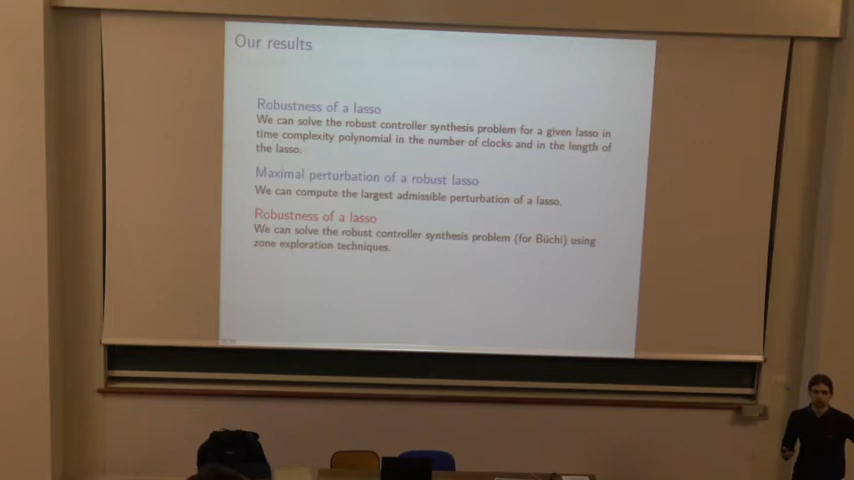 Our results
Robustness of a lasso
We can solve the robust controller synthesis problem for a given lasso in
time complexity polynomial in the number of clocks and in the length of
the lasso.
Maximal perturbation of a robust lasso
We can compute the largest admissible perturbation of a lasso.
Robustness of a lasso
We can solve the robust controller synthesis problem (for Büchi) using
zone exploration techniques.